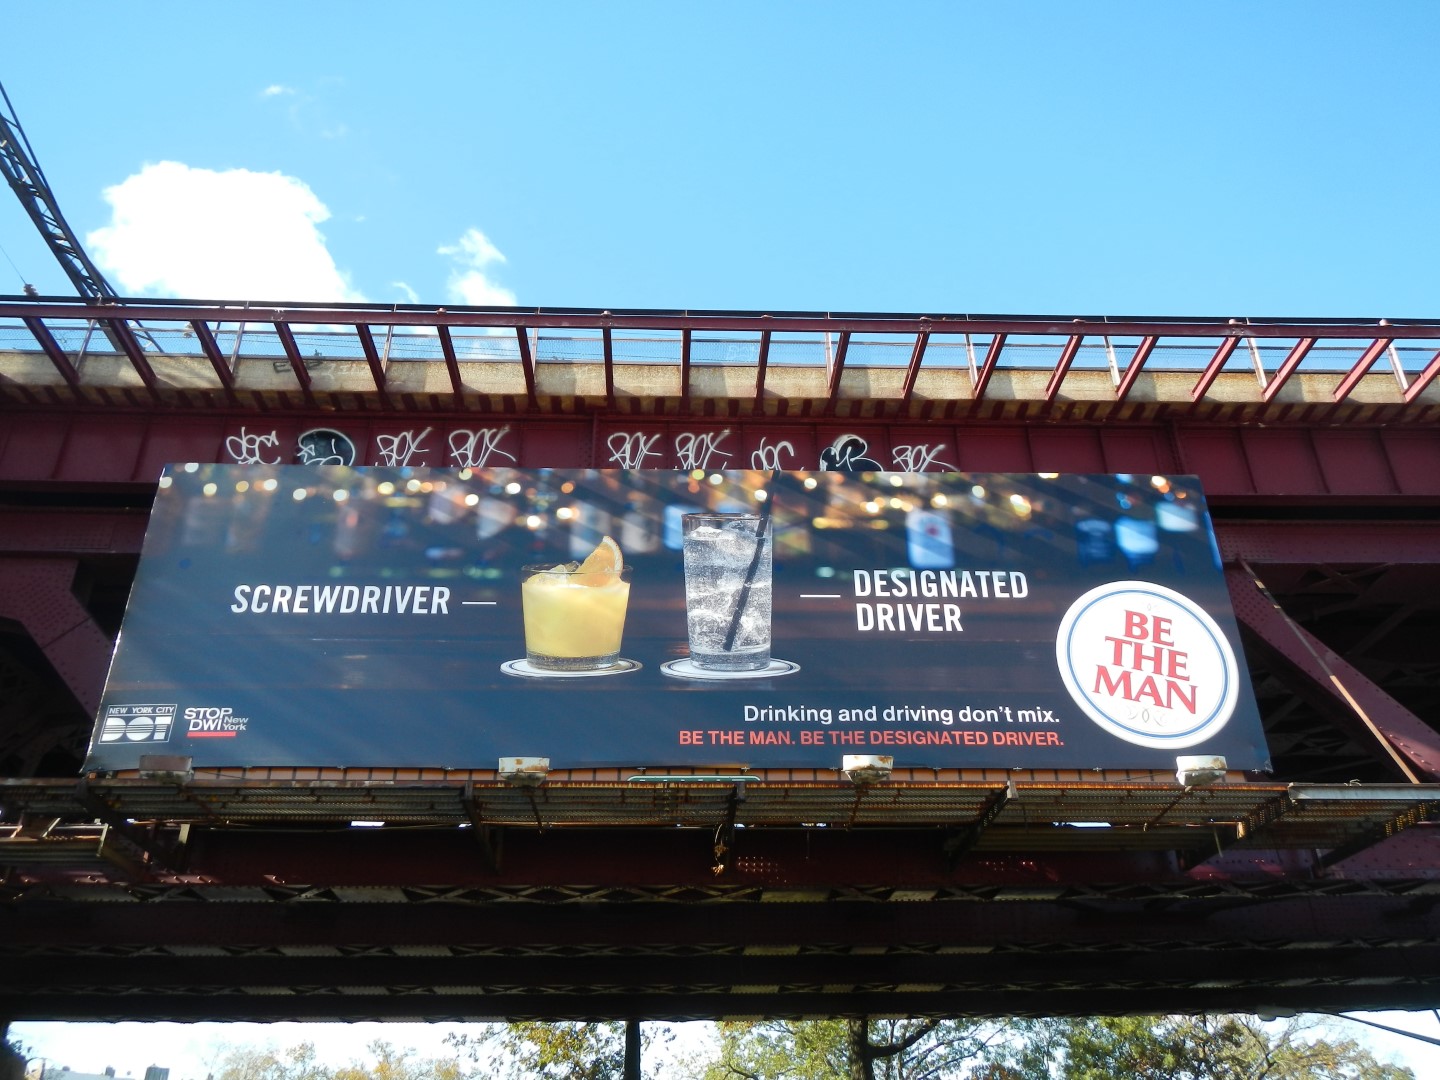 SCREWDRIVER
DESIGNATED
DRIVER
BE
THE
MAN
Drinking and driving don't mix.
BE THE MAN. BE THE DESIGNATED DRIVER.
NEW YORK CITY
DOT
STOP
DWI New
York